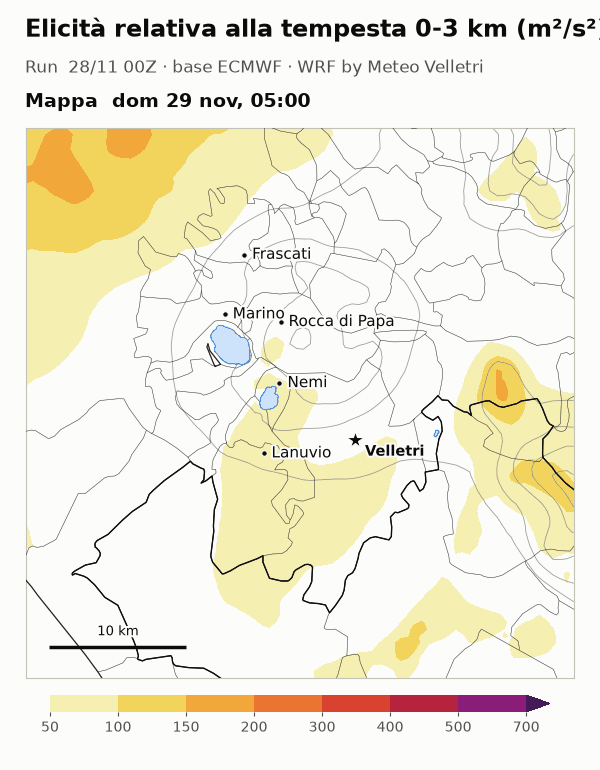 Elicità relativa alla tempesta 0-3 km (m²/s²)
Run  28/11 00Z · base ECMWF · WRF by Meteo Velletri
Mappa  dom 29 nov, 05:00
Frascati
Marino
Rocca di Papa
Nemi
Velletri
Lanuvio
10 km
50 100 150 200 300 400 500 700